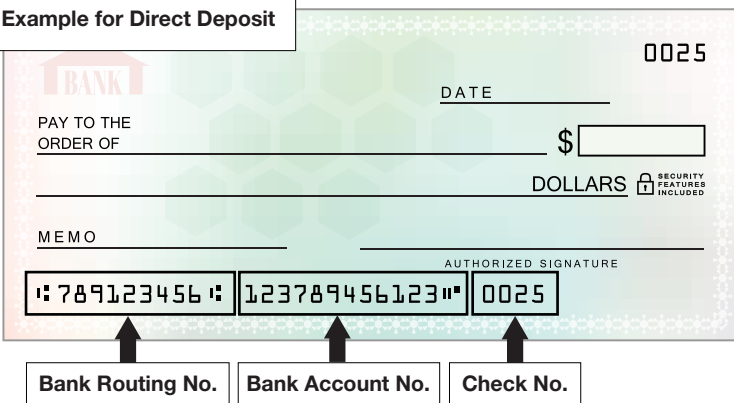 Example for Direct Deposit
0025
BANK
DATE
PAY TO THE
ORDER OF
$
DOLLARS
SECURITY
FEATURES
INCLUDED
MEMO
AUTHORIZED SIGNATURE
⑆789123456⑆ 123789456123⑈ 0025
Bank Routing No. Bank Account No. Check No.